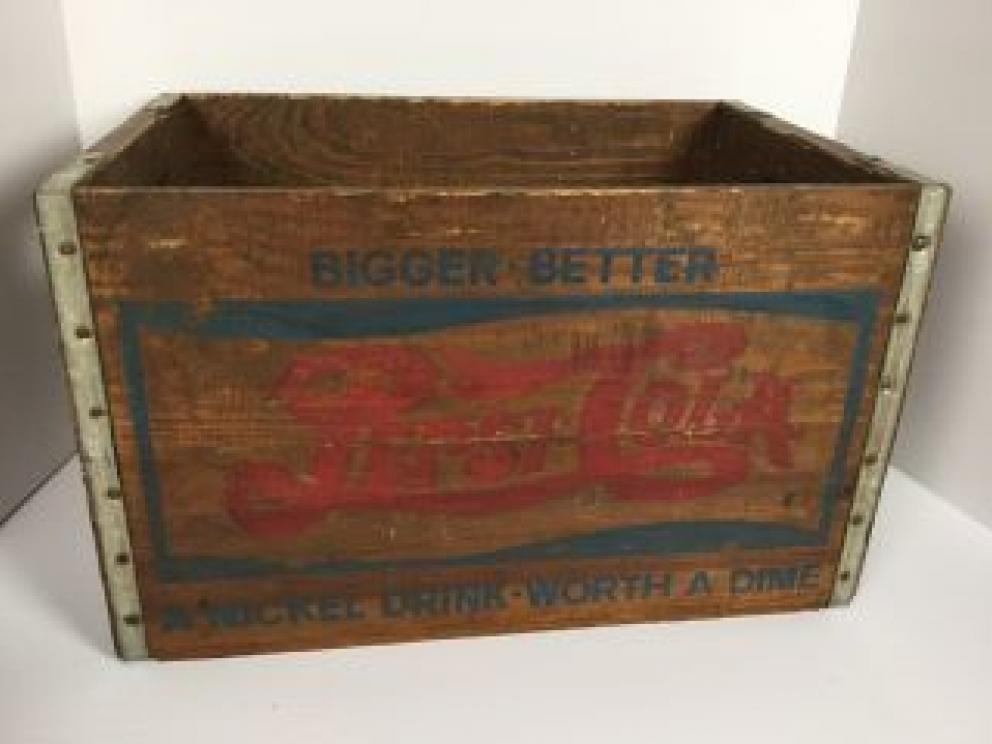 BIGGER-BETTER
Pepsi-Cola
A NICKEL DRINK-WORTH A DIME